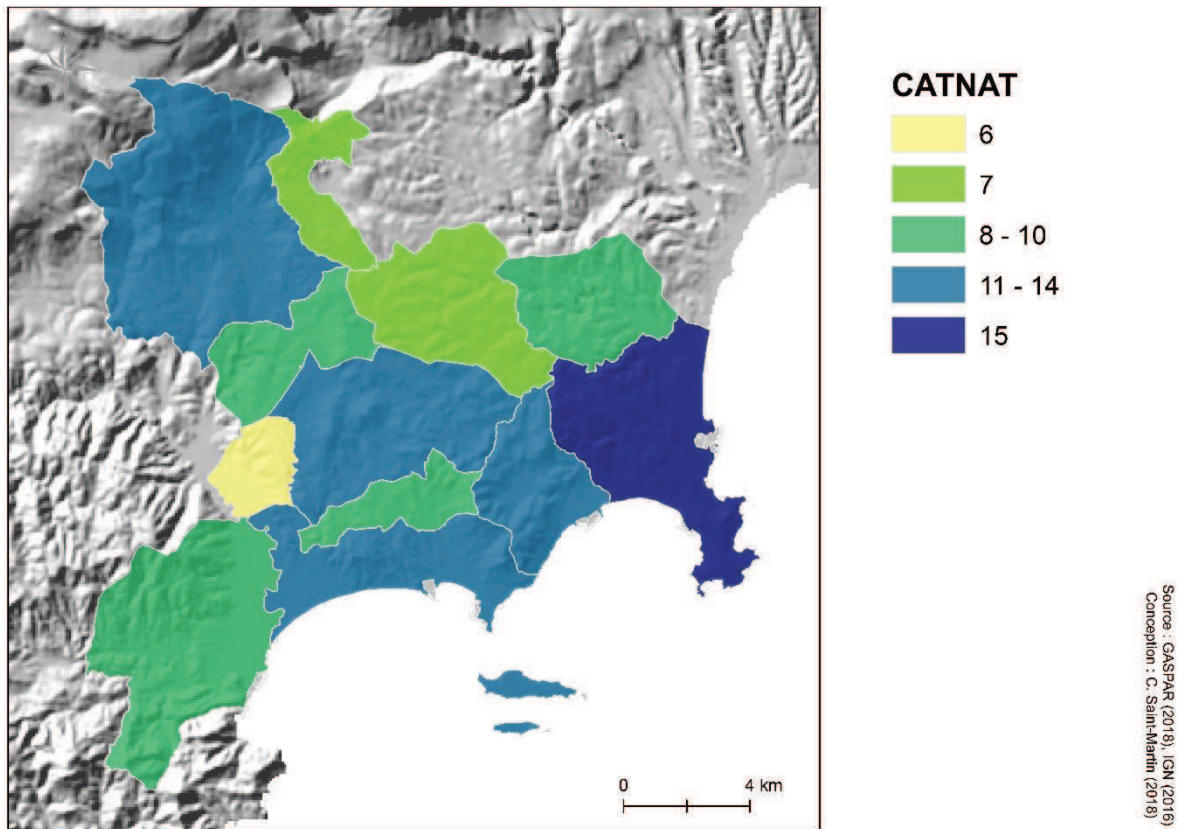 CATNAT
6
7
8 - 10
11 - 14
15
0 4 km
Source : GASPAR (2018), IGN (2016)
Conception : C. Saint-Martin (2018)